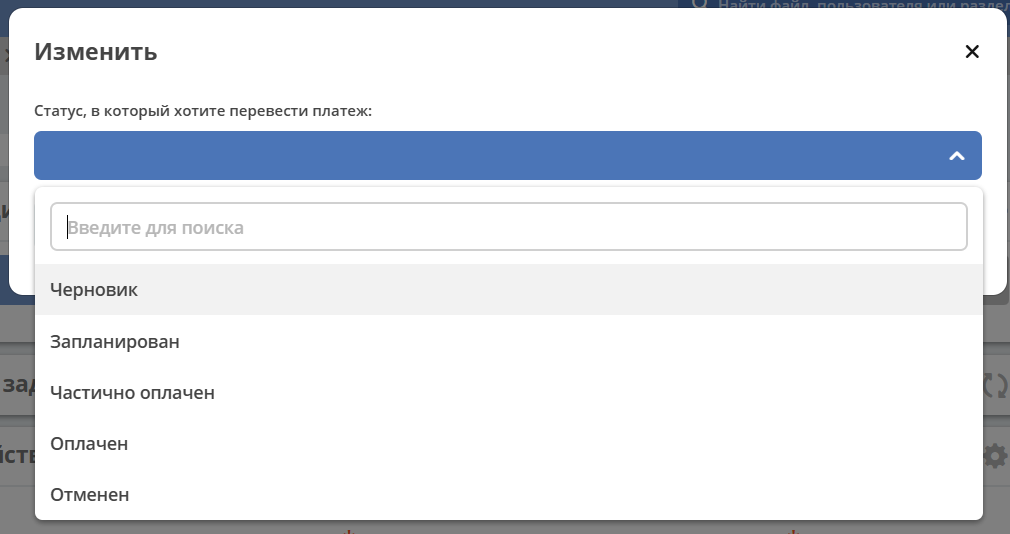 Найти файл, пользователя или раздел
Изменить
Статус, в который хотите перевести платеж:
Введите для поиска
Черновик
Запланирован
Частично оплачен
Оплачен
Отменен